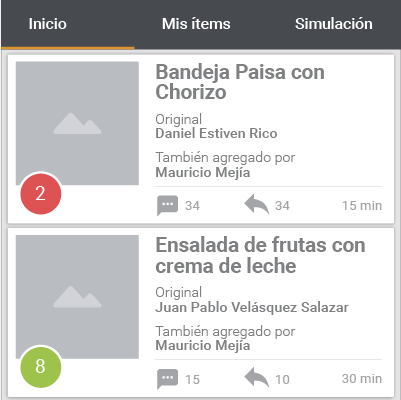 Inicio Mis ítems Simulación
Bandeja Paisa con
Chorizo
Original
Daniel Estiven Rico
También agregado por
Mauricio Mejía
2
34 34 15 min
Ensalada de frutas con
crema de leche
Original
Juan Pablo Velásquez Salazar
También agregado por
Mauricio Mejía
8
15 10 30 min